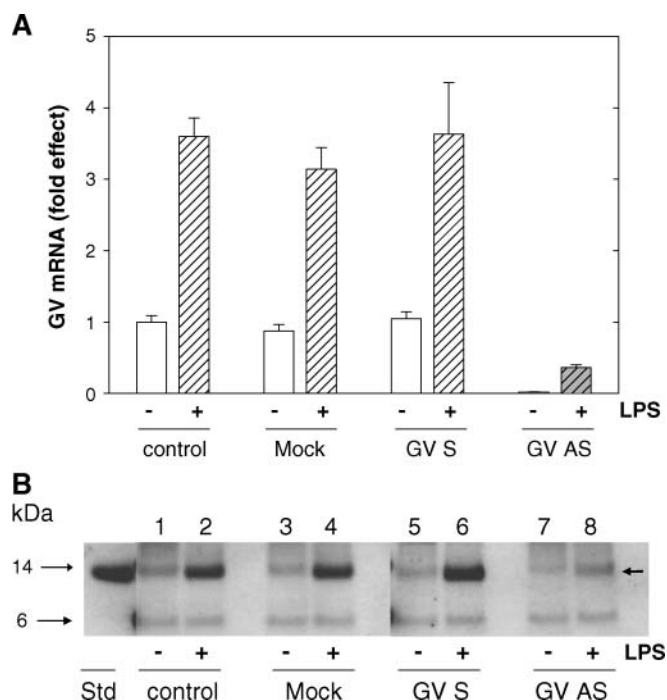 A
GV mRNA (fold effect)
5
4
3
2
1
0
- + - + - + - + LPS
control Mock GV S GV AS
B
kDa
1 2 3 4 5 6 7 8
14
6
- + - + - + - + LPS
Std control Mock GV S GV AS